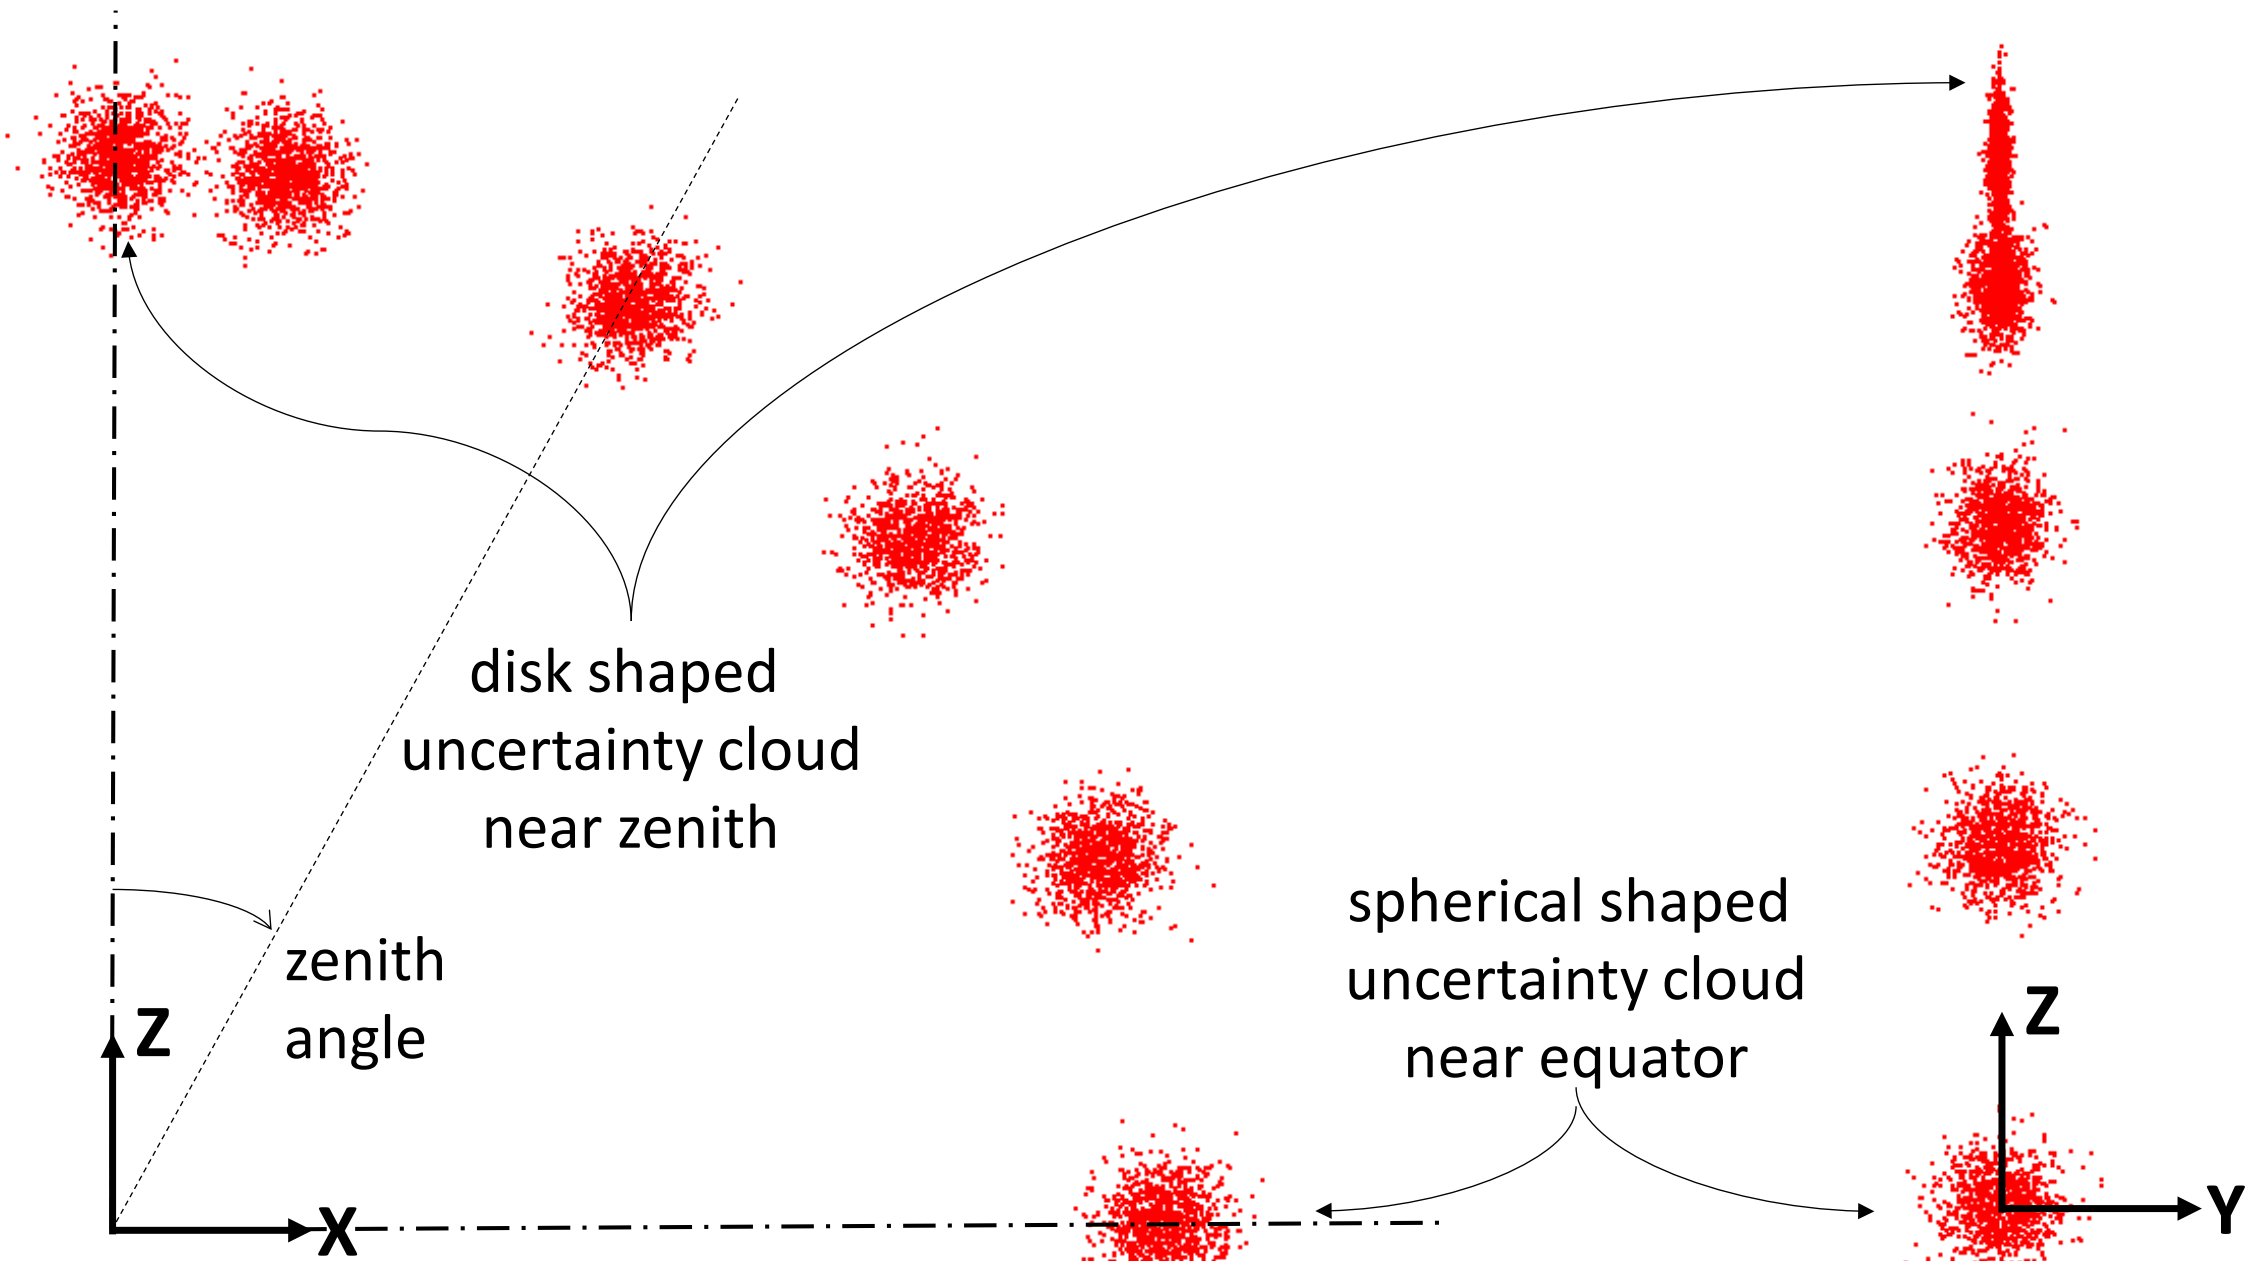 disk shaped
uncertainty cloud
near zenith
spherical shaped
uncertainty cloud
near equator
zenith
angle
Z
X
Z
Y